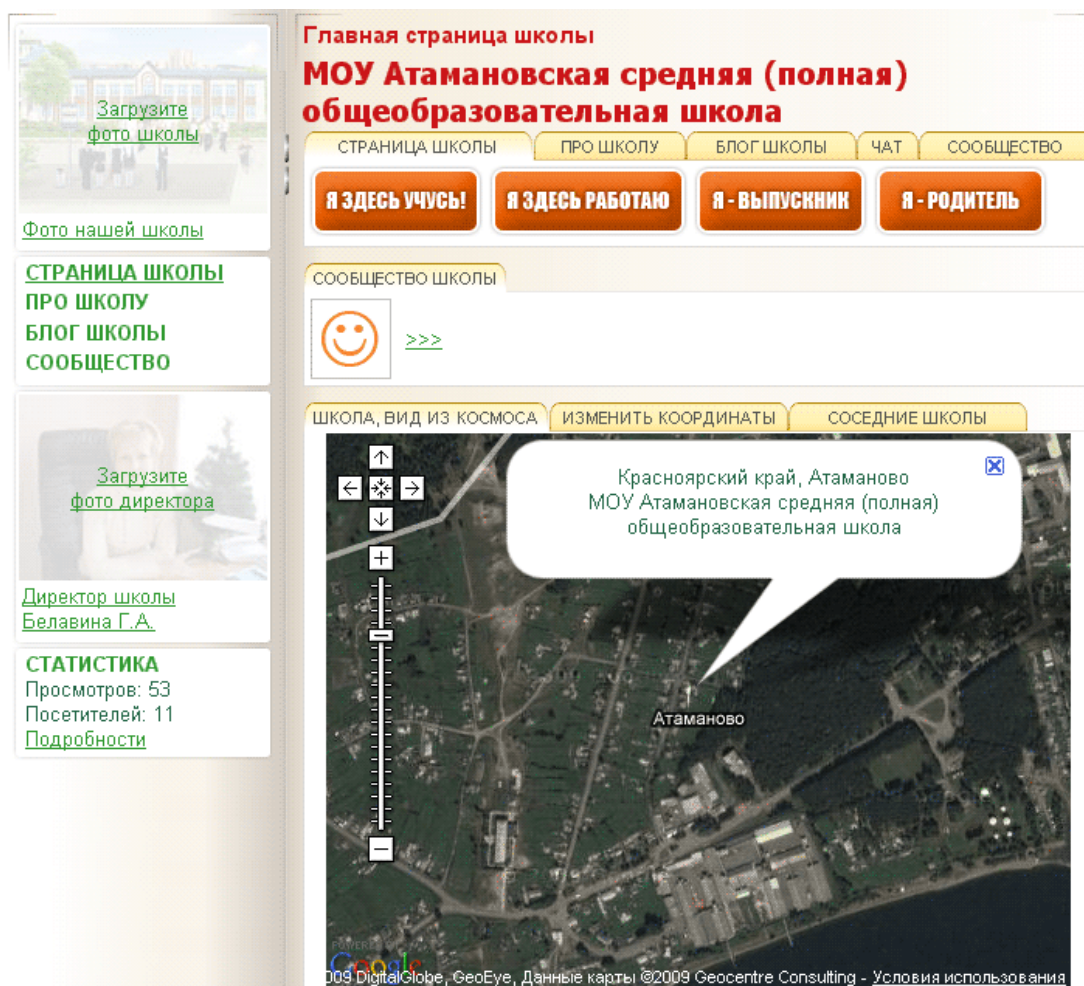 Главная страница школы
МОУ Атамановская средняя (полная)
общеобразовательная школа
СТРАНИЦА ШКОЛЫ ПРО ШКОЛУ БЛОГ ШКОЛЫ ЧАТ СООБЩЕСТВО
Я ЗДЕСЬ УЧУСЬ! Я ЗДЕСЬ РАБОТАЮ Я - ВЫПУСКНИК Я - РОДИТЕЛЬ
Загрузите
фото школы
Фото нашей школы
СТРАНИЦА ШКОЛЫ
ПРО ШКОЛУ
БЛОГ ШКОЛЫ
СООБЩЕСТВО
Загрузите
фото директора
Директор школы
Белавина Г.А.
СТАТИСТИКА
Просмотров: 53
Посетителей: 11
Подробности
СООБЩЕСТВО ШКОЛЫ
>>>
ШКОЛА, ВИД ИЗ КОСМОСА ИЗМЕНИТЬ КООРДИНАТЫ СОСЕДНИЕ ШКОЛЫ
Красноярский край, Атаманово
МОУ Атамановская средняя (полная)
общеобразовательная школа
Атаманово
POWERED BY
Google
009 DigitalGlobe, GeoEye, Данные карты ©2009 Geocentre Consulting - Условия использования